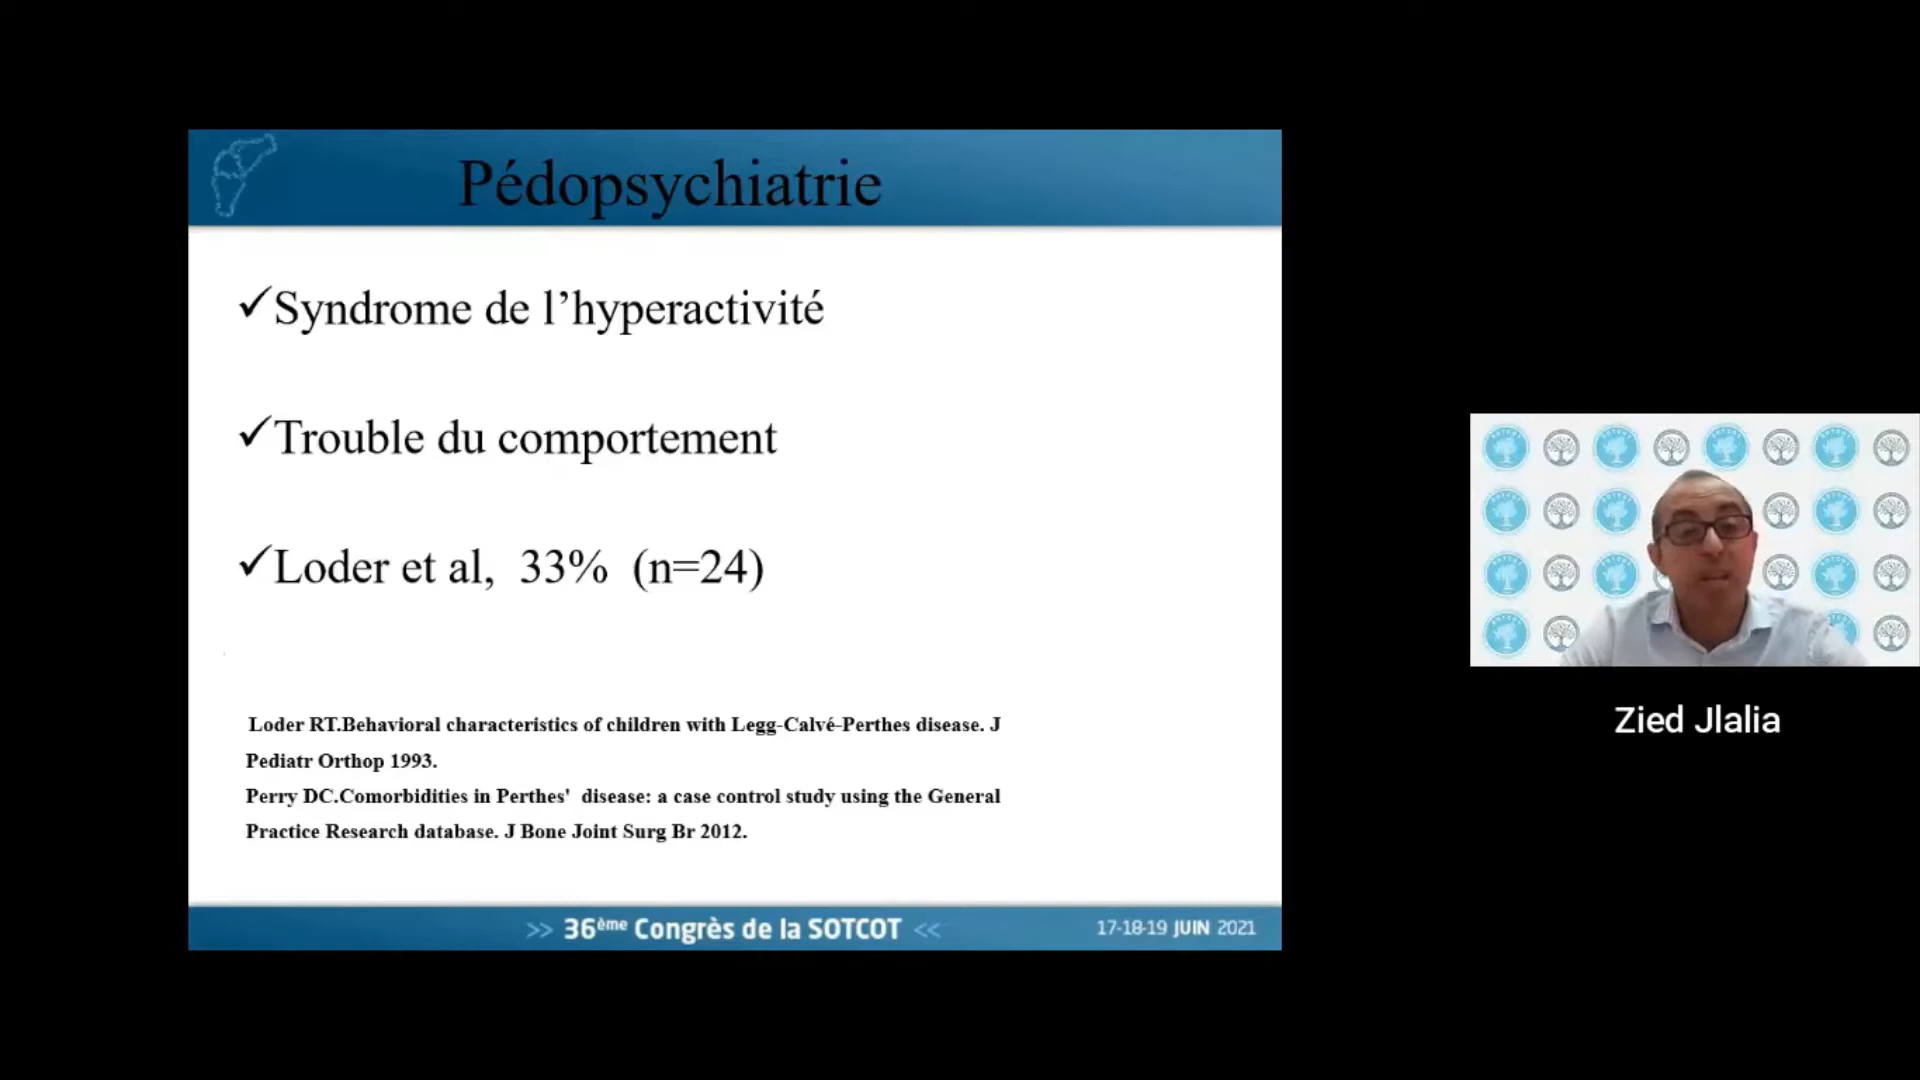 Pédopsychiatrie
✓Syndrome de l’hyperactivité
✓Trouble du comportement
✓Loder et al, 33% (n=24)
Loder RT.Behavioral characteristics of children with Legg-Calvé-Perthes disease. J
Pediatr Orthop 1993.
Perry DC.Comorbidities in Perthes' disease: a case control study using the General
Practice Research database. J Bone Joint Surg Br 2012.
>> 36ème Congrès de la SOTCOT <<
17-18-19 JUIN 2021
Zied Jlalia